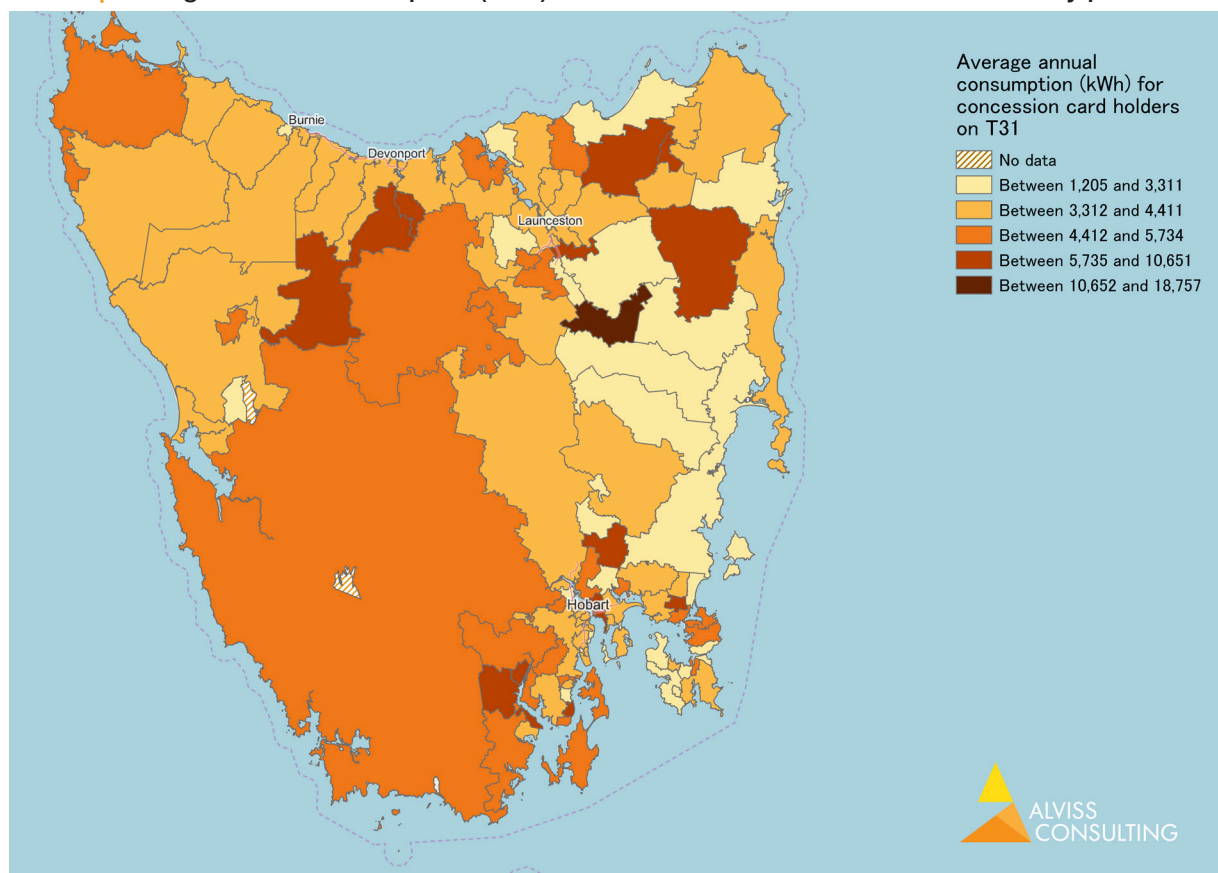 Average annual
consumption (kWh) for
concession card holders
on T31
No data
Between 1,205 and 3,311
Between 3,312 and 4,411
Between 4,412 and 5,734
Between 5,735 and 10,651
Between 10,652 and 18,757
Burnie
Devonport
Launceston
Hobart
ALVISS
CONSULTING